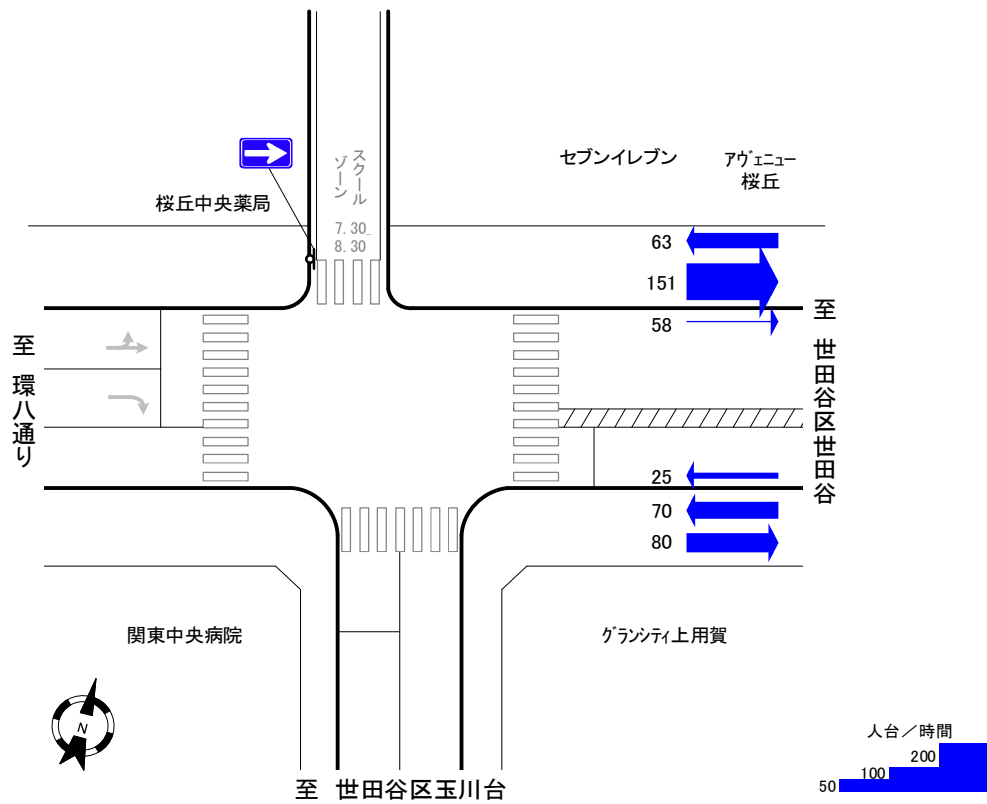 スクール
ゾーン
7.30_
8.30
セブンイレブン
アヴェニュー
桜丘
桜丘中央薬局
63
151
58
至 環八通り
至 世田谷区世田谷
25
70
80
関東中央病院
グランシティ上用賀
N
至 世田谷区玉川台
人台／時間
200
100
50